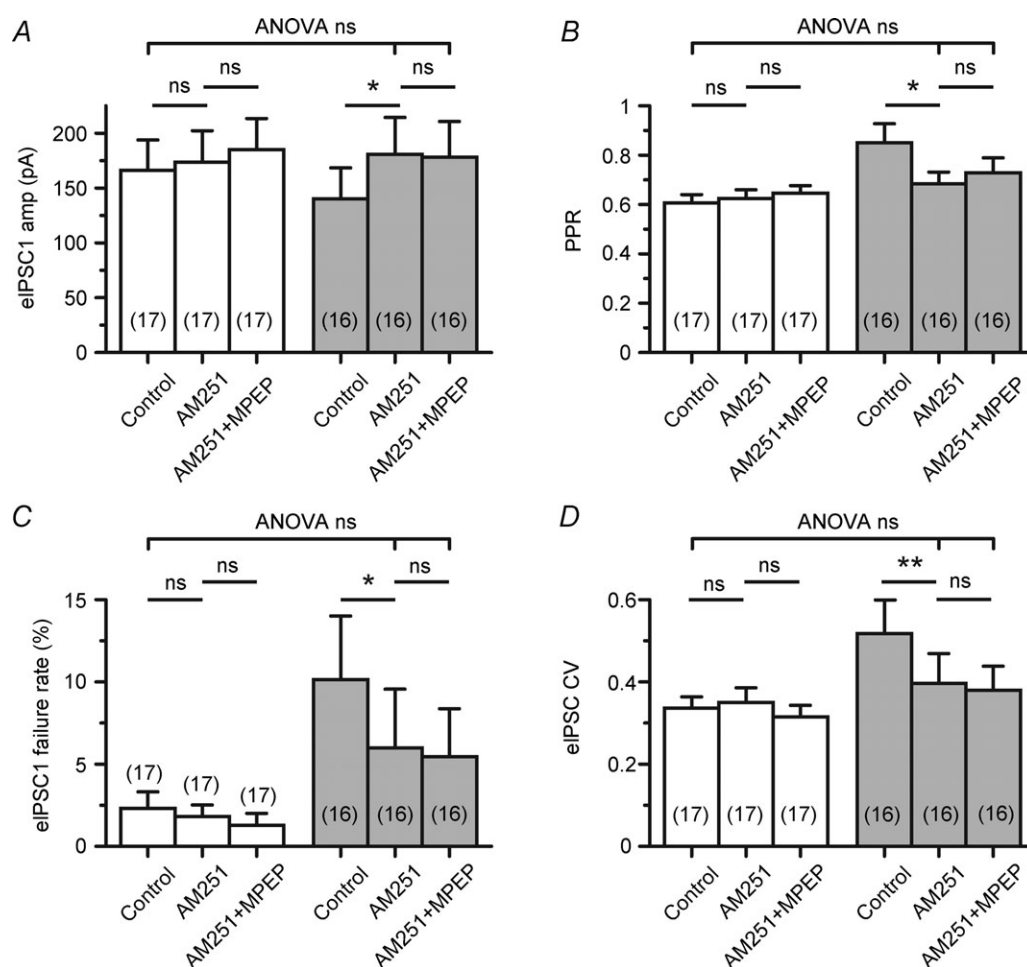 A
ANOVA ns
ns
ns
*
ns
eIPSC1 amp (pA)
200
150
100
50
0
(17)
(17)
(17)
(16)
(16)
(16)
Control
AM251
AM251+MPEP
Control
AM251
AM251+MPEP
B
ANOVA ns
ns
ns
*
ns
PPR
1
0.8
0.6
0.4
0.2
0
(17)
(17)
(17)
(16)
(16)
(16)
Control
AM251
AM251+MPEP
Control
AM251
AM251+MPEP
C
ANOVA ns
ns
ns
*
ns
eIPSC1 failure rate (%)
15
10
5
0
(17)
(17)
(17)
(16)
(16)
(16)
Control
AM251
AM251+MPEP
Control
AM251
AM251+MPEP
D
ANOVA ns
ns
ns
**
ns
eIPSC CV
0.6
0.4
0.2
0
(17)
(17)
(17)
(16)
(16)
(16)
Control
AM251
AM251+MPEP
Control
AM251
AM251+MPEP